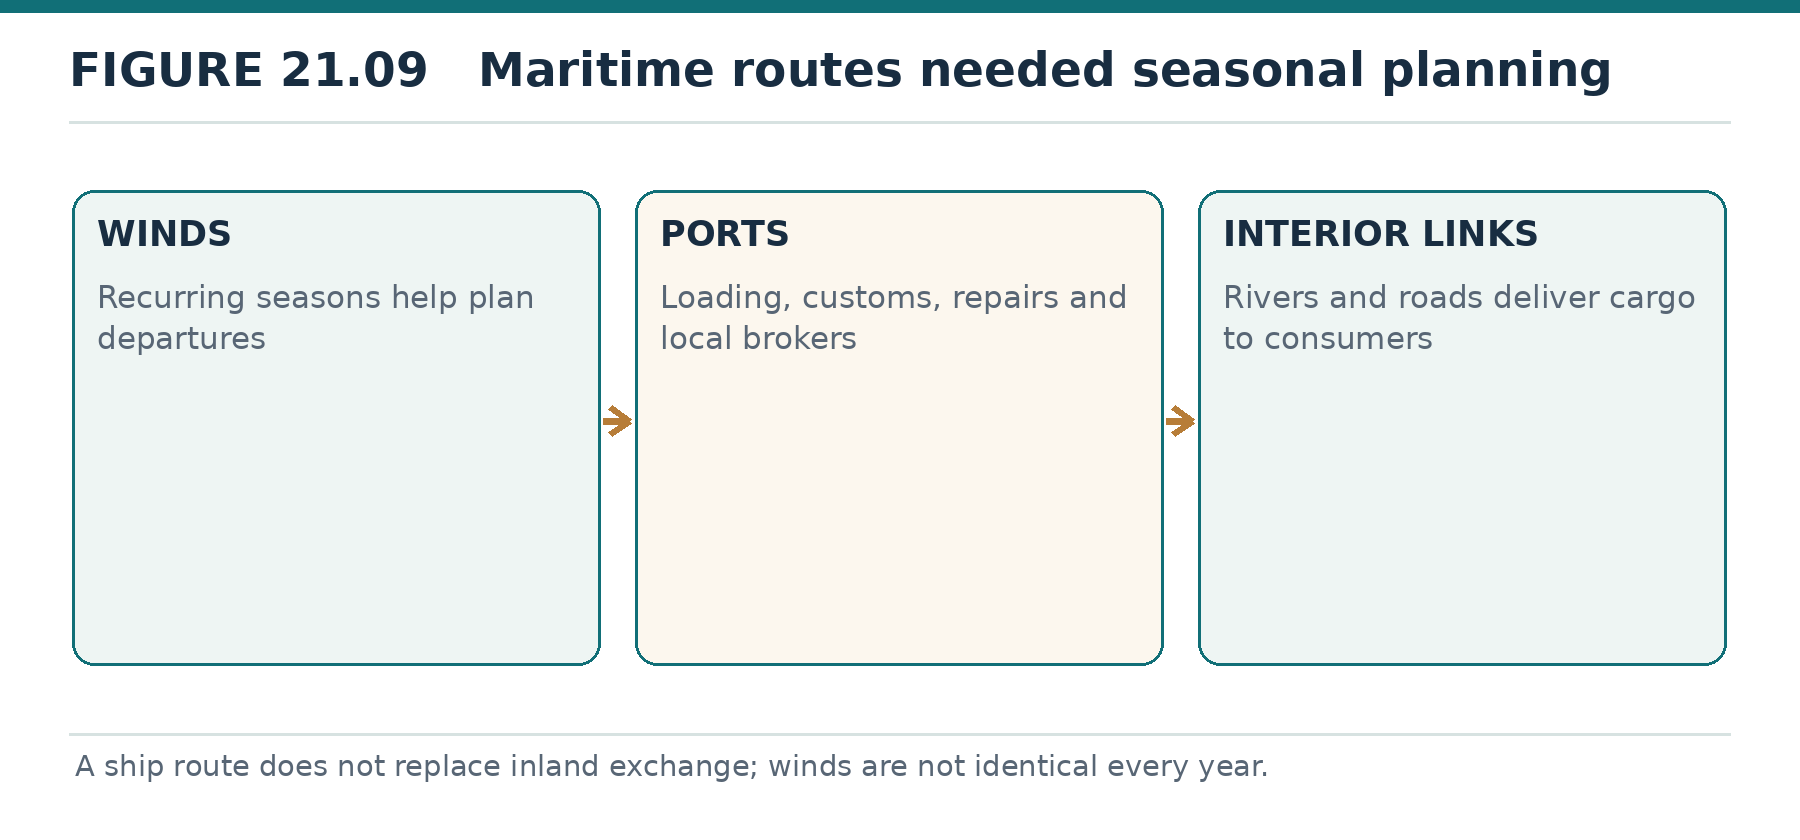 FIGURE 21.09 Maritime routes needed seasonal planning
WINDS
Recurring seasons help plan
departures
PORTS
Loading, customs, repairs and
local brokers
INTERIOR LINKS
Rivers and roads deliver cargo
to consumers
A ship route does not replace inland exchange; winds are not identical every year.